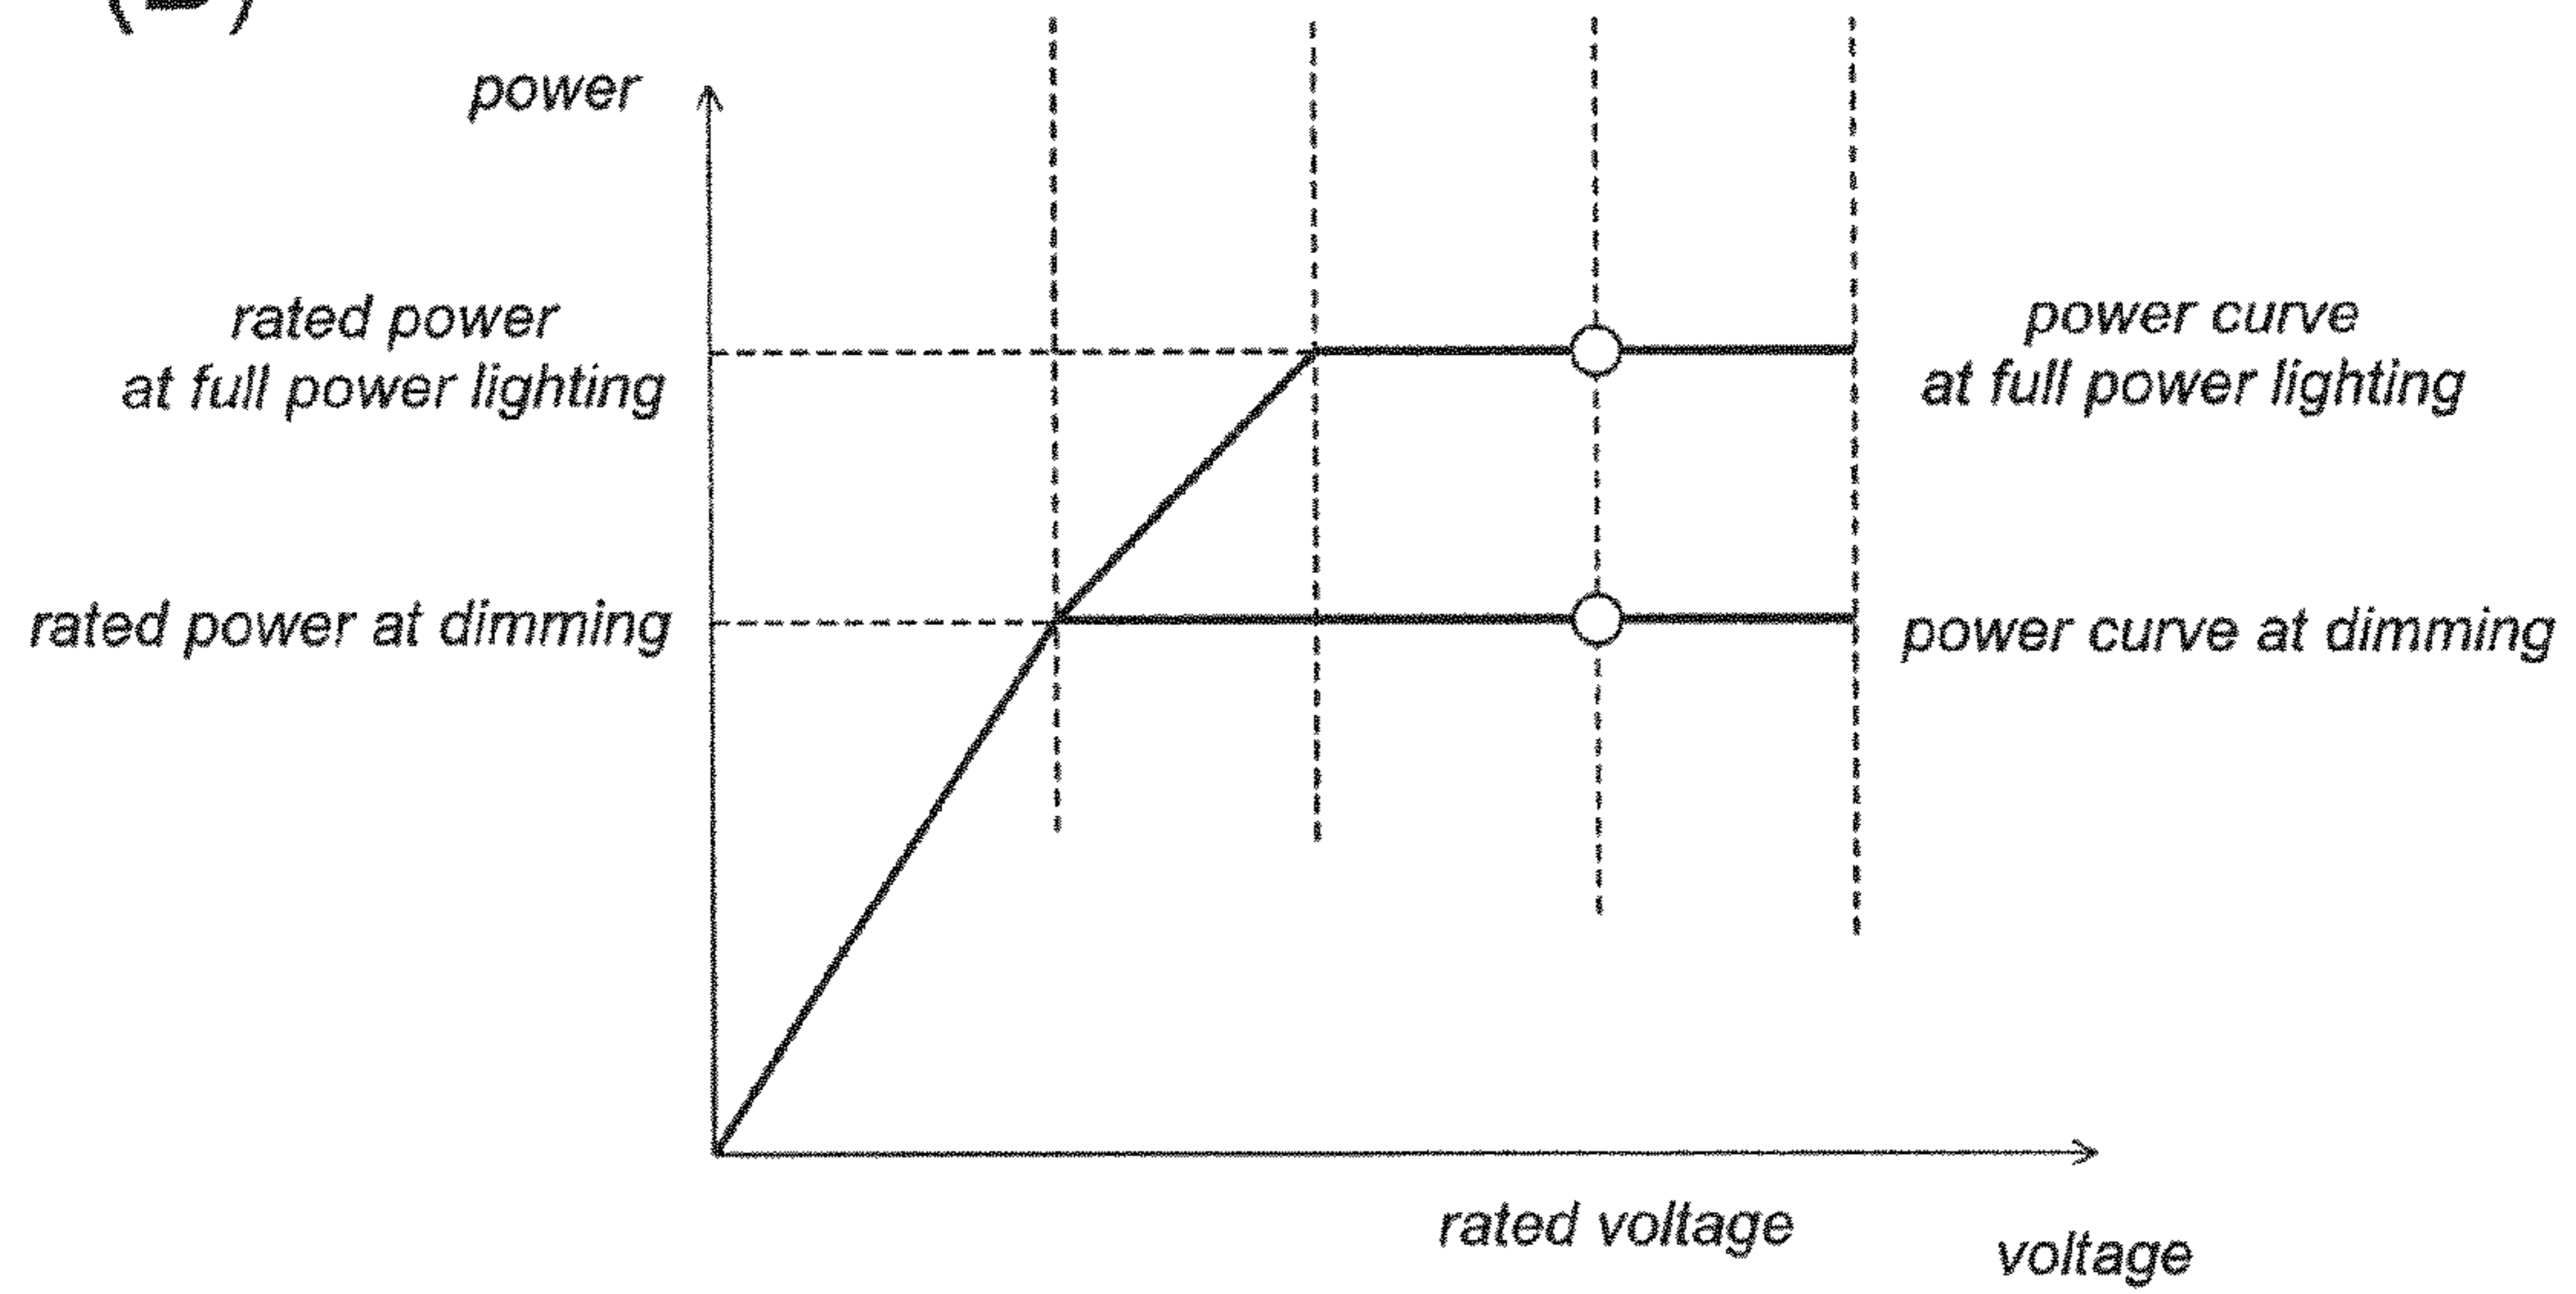 power
rated power
at full power lighting
power curve
at full power lighting
rated power at dimming
power curve at dimming
rated voltage
voltage